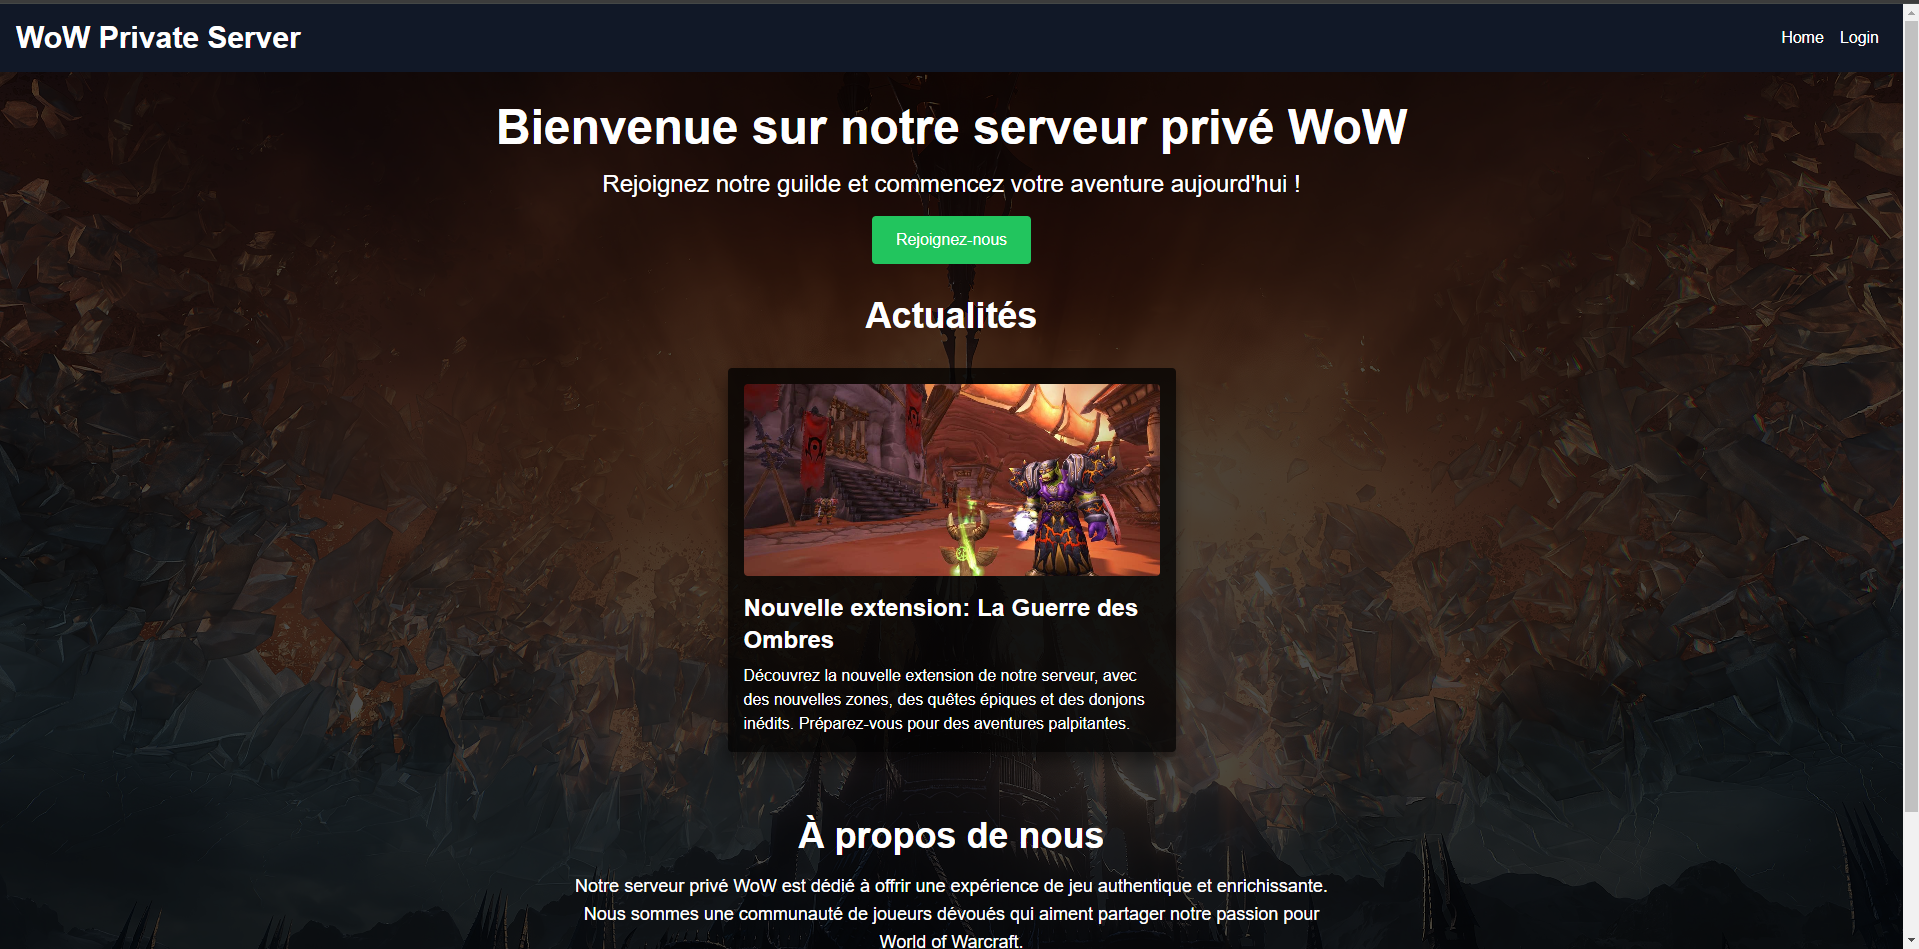 WoW Private Server
Home Login
Bienvenue sur notre serveur privé WoW
Rejoignez notre guilde et commencez votre aventure aujourd'hui !
Rejoignez-nous
Actualités
Nouvelle extension: La Guerre des
Ombres
Découvrez la nouvelle extension de notre serveur, avec
des nouvelles zones, des quêtes épiques et des donjons
inédits. Préparez-vous pour des aventures palpitantes.
À propos de nous
Notre serveur privé WoW est dédié à offrir une expérience de jeu authentique et enrichissante.
Nous sommes une communauté de joueurs dévoués qui aiment partager notre passion pour
World of Warcraft.